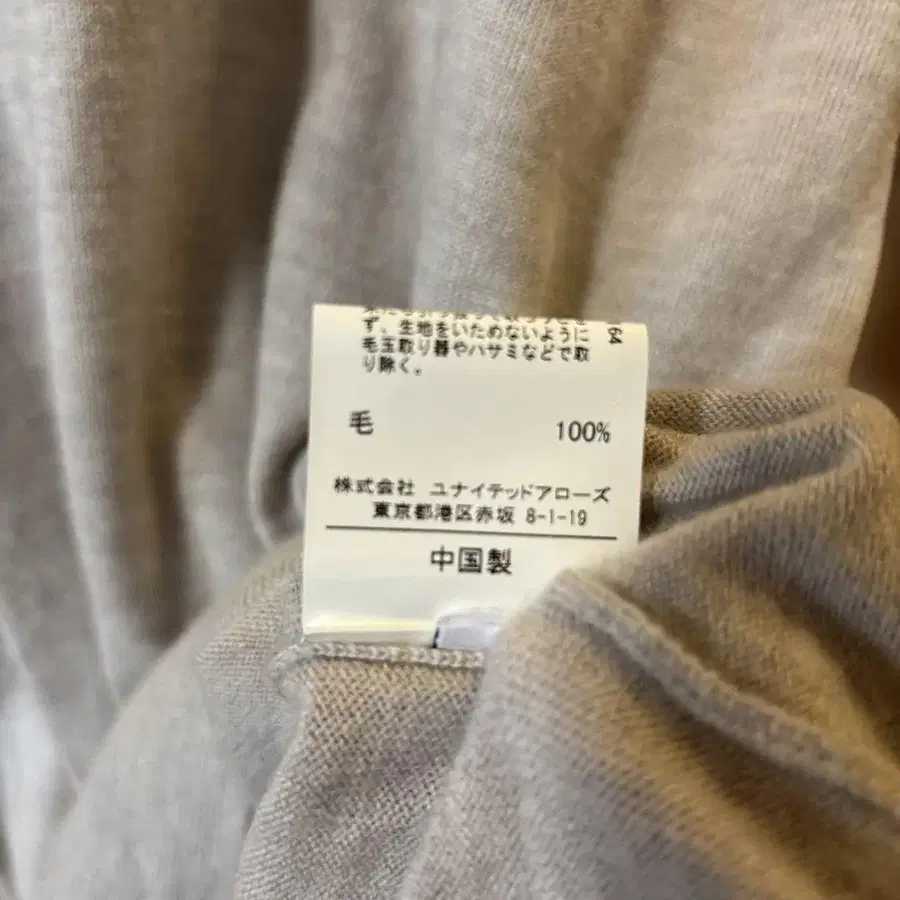 ず、生地をいためないように
毛玉取り器やハサミなどで取
り除く。
64
毛 100%
株式会社 ユナイテッドアローズ
東京都港区赤坂 8-1-19
中国製